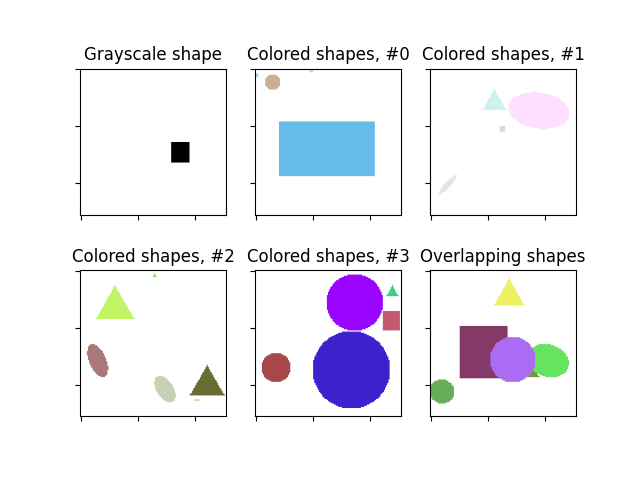 Grayscale shape
Colored shapes, #0
Colored shapes, #1
Colored shapes, #2
Colored shapes, #3
Overlapping shapes